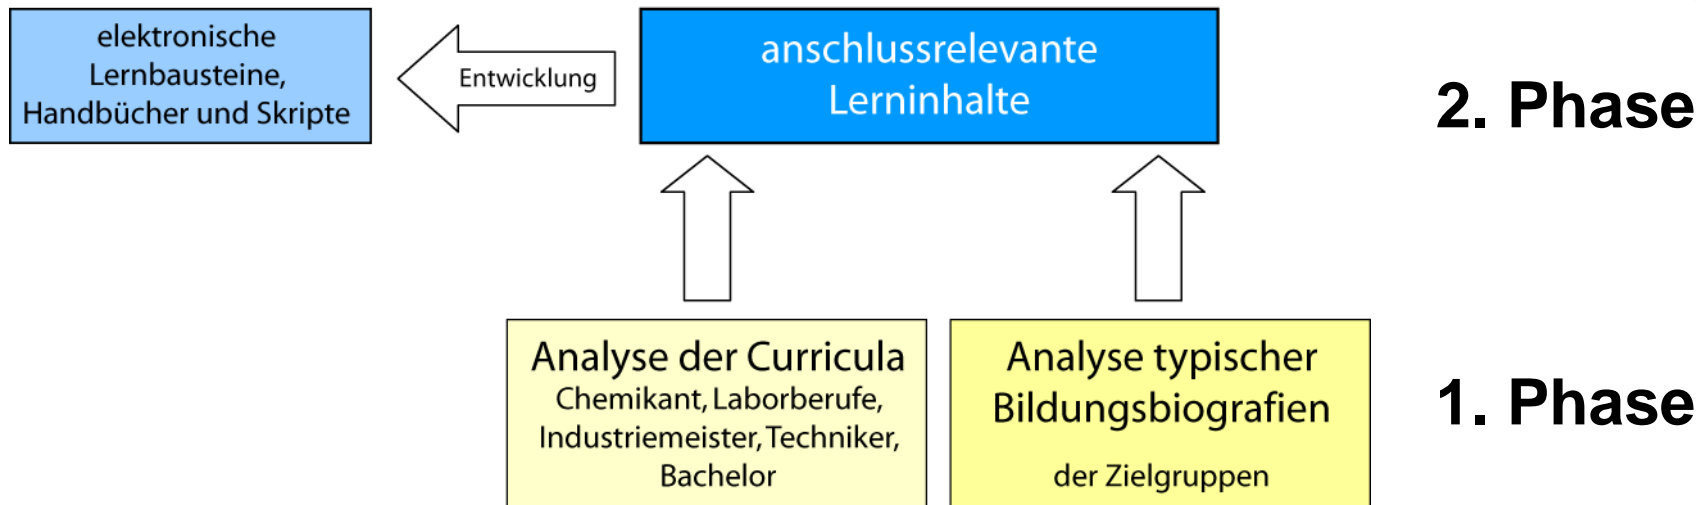 elektronische
Lernbausteine,
Handbücher und Skripte
Entwicklung
anschlussrelevante
Lerninhalte
2. Phase
Analyse der Curricula
Chemikant, Laborberufe,
Industriemeister, Techniker,
Bachelor
Analyse typischer
Bildungsbiografien
der Zielgruppen
1. Phase